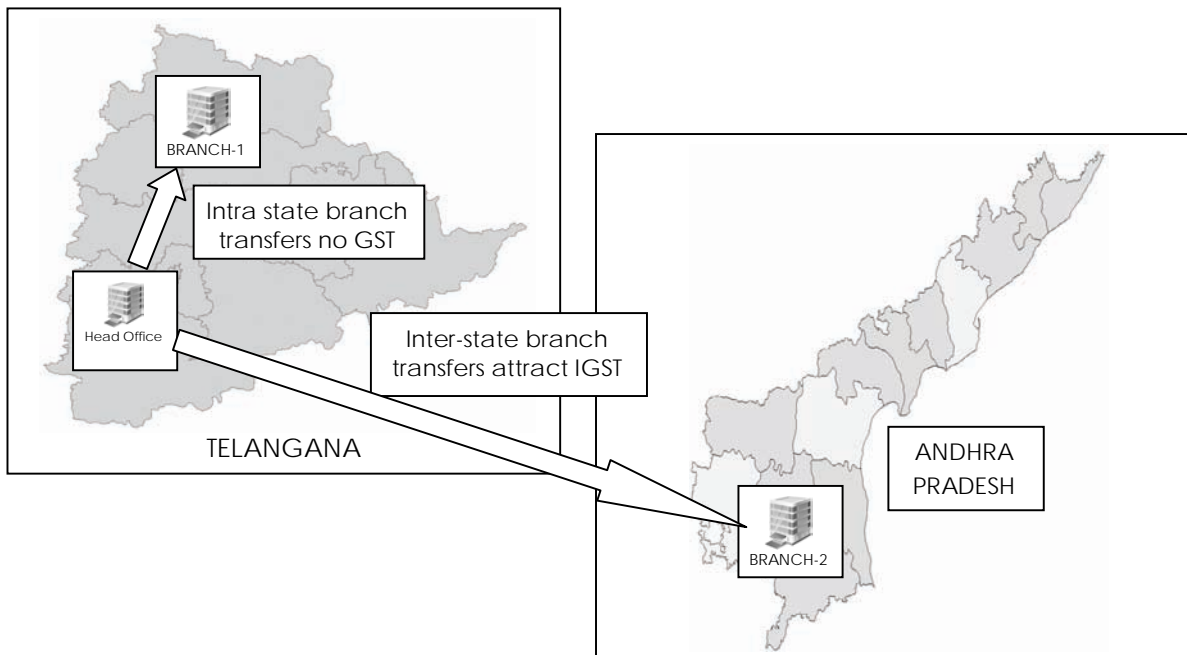 BRANCH-1
Intra state branch
transfers no GST
Head Office
Inter-state branch
transfers attract IGST
TELANGANA
ANDHRA
PRADESH
BRANCH-2